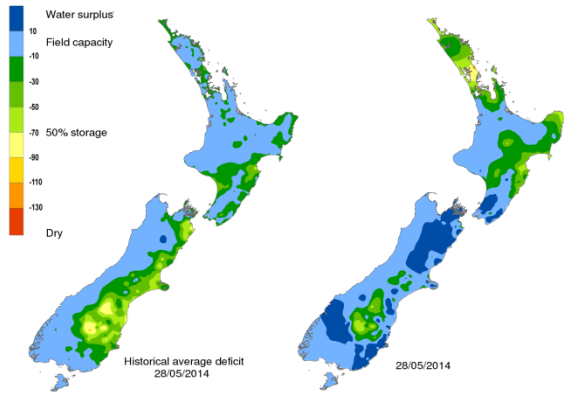 Water surplus
10
Field capacity
-10
-30
-50
50% storage
-70
-90
-110
-130
Dry
Historical average deficit
28/05/2014
28/05/2014